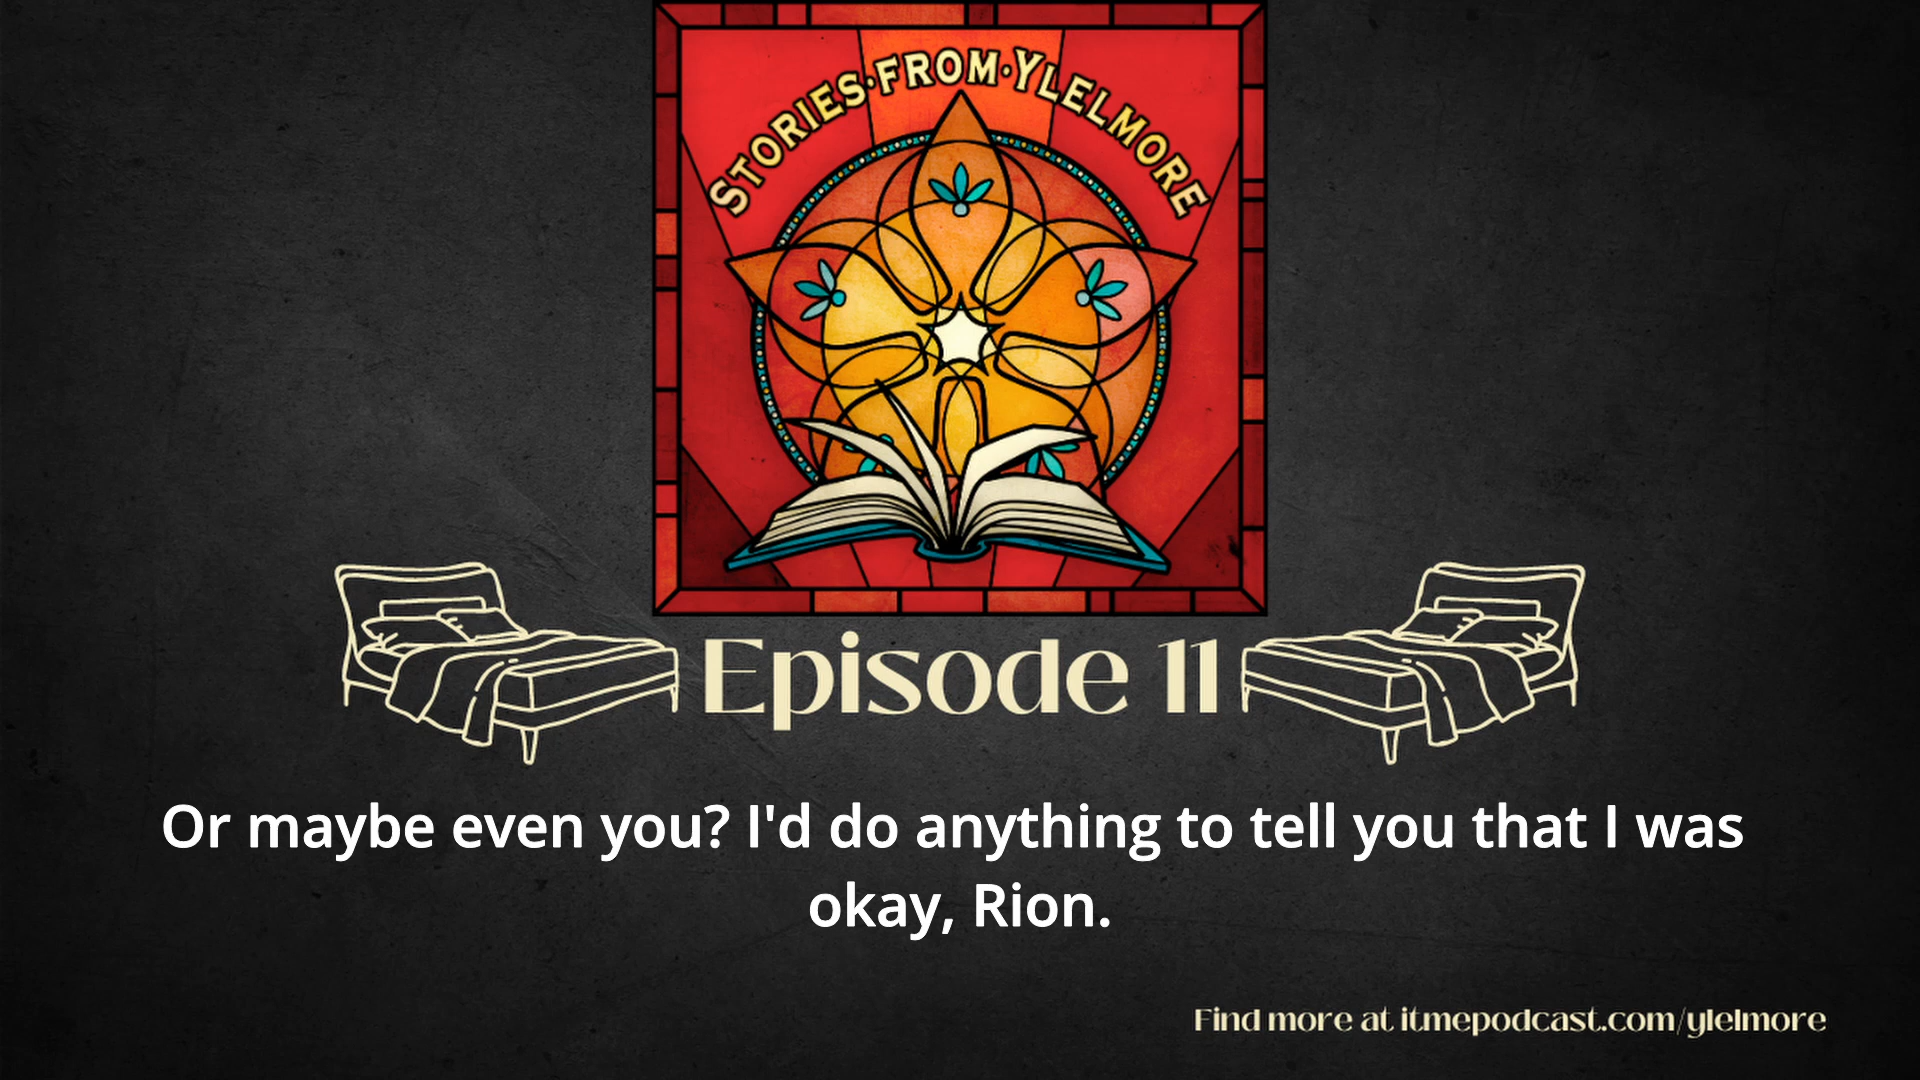 STORIES·FROM·YLELMORE
Episode 11
Or maybe even you? I'd do anything to tell you that I was
okay, Rion.
Find more at itmepodcast.com/ylelmore